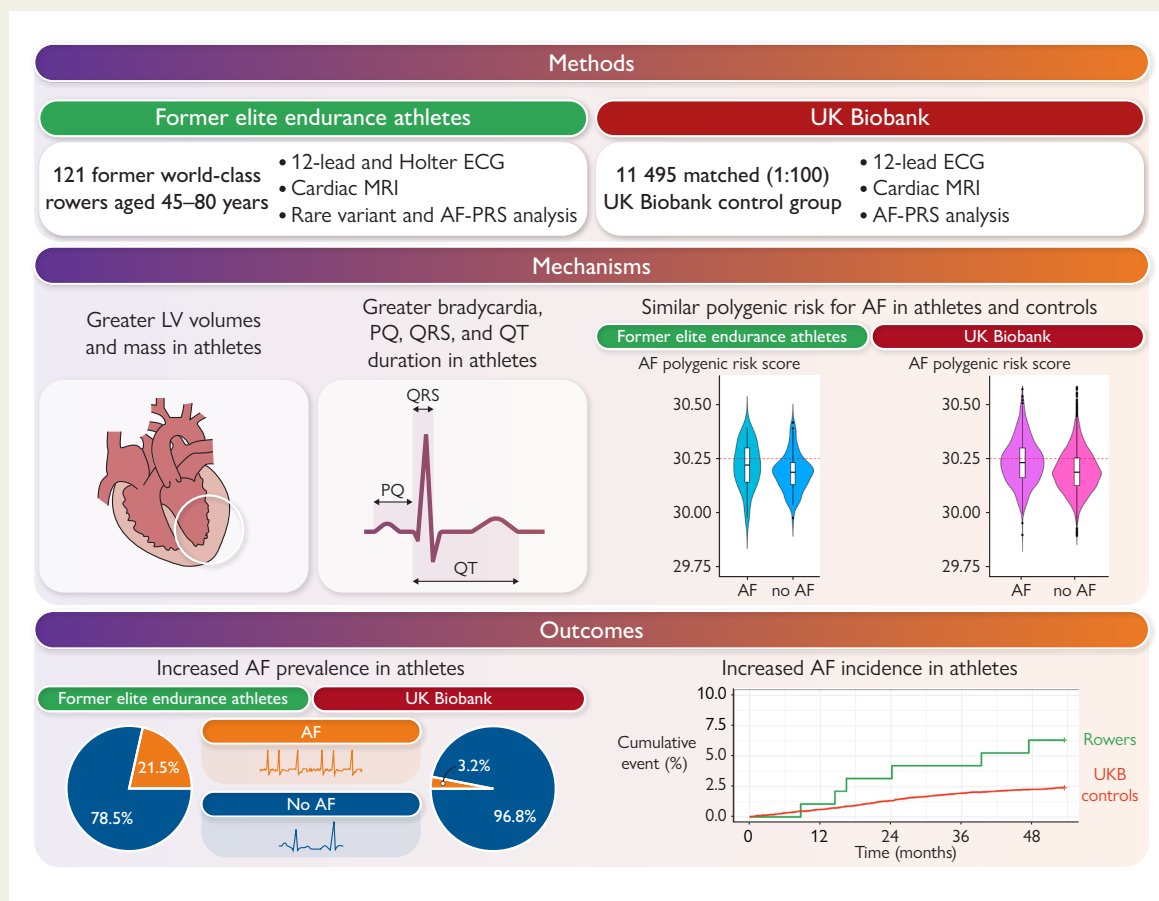 Methods
Former elite endurance athletes
121 former world-class
rowers aged 45–80 years
• 12-lead and Holter ECG
• Cardiac MRI
• Rare variant and AF-PRS analysis
UK Biobank
11 495 matched (1:100)
UK Biobank control group
• 12-lead ECG
• Cardiac MRI
• AF-PRS analysis
Mechanisms
Greater LV volumes
and mass in athletes
Greater bradycardia,
PQ, QRS, and QT
duration in athletes
QRS
PQ
QT
Similar polygenic risk for AF in athletes and controls
Former elite endurance athletes
AF polygenic risk score
30.50
30.25
30.00
29.75
AF no AF
UK Biobank
AF polygenic risk score
30.50
30.25
30.00
29.75
AF no AF
Outcomes
Increased AF prevalence in athletes
Former elite endurance athletes
UK Biobank
21.5%
78.5%
AF
No AF
3.2%
96.8%
Increased AF incidence in athletes
Cumulative
event (%)
10.0
7.5
5.0
2.5
0.0
0 12 24 36 48
Time (months)
Rowers
UKB
controls